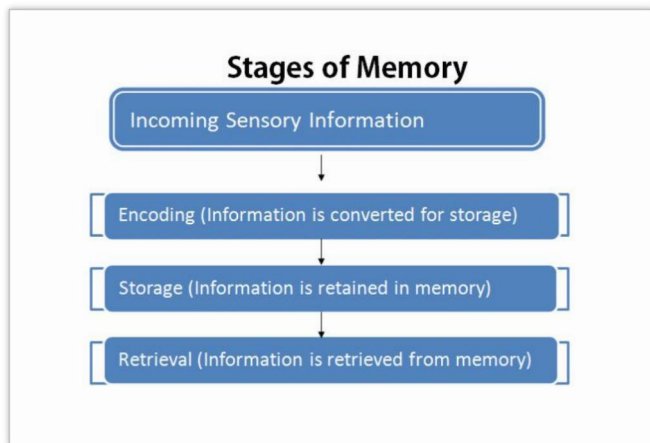 Stages of Memory
Incoming Sensory Information
Encoding (Information is converted for storage)
Storage (Information is retained in memory)
Retrieval (Information is retrieved from memory)